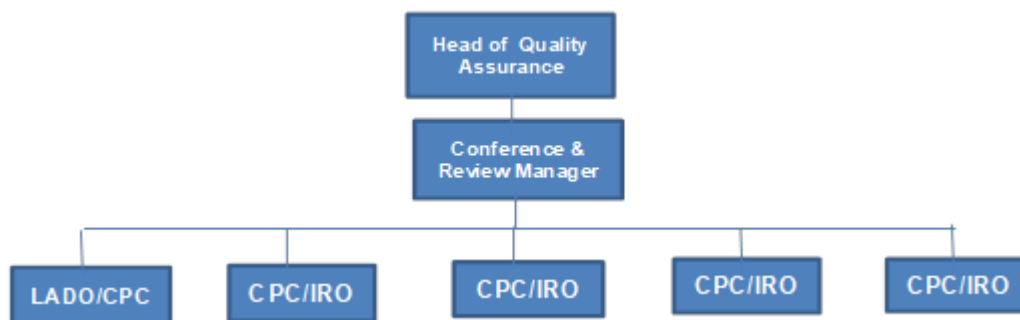 Head of Quality
Assurance
Conference &
Review Manager
LADO/CPC
CPC/IRO
CPC/IRO
CPC/IRO
CPC/IRO